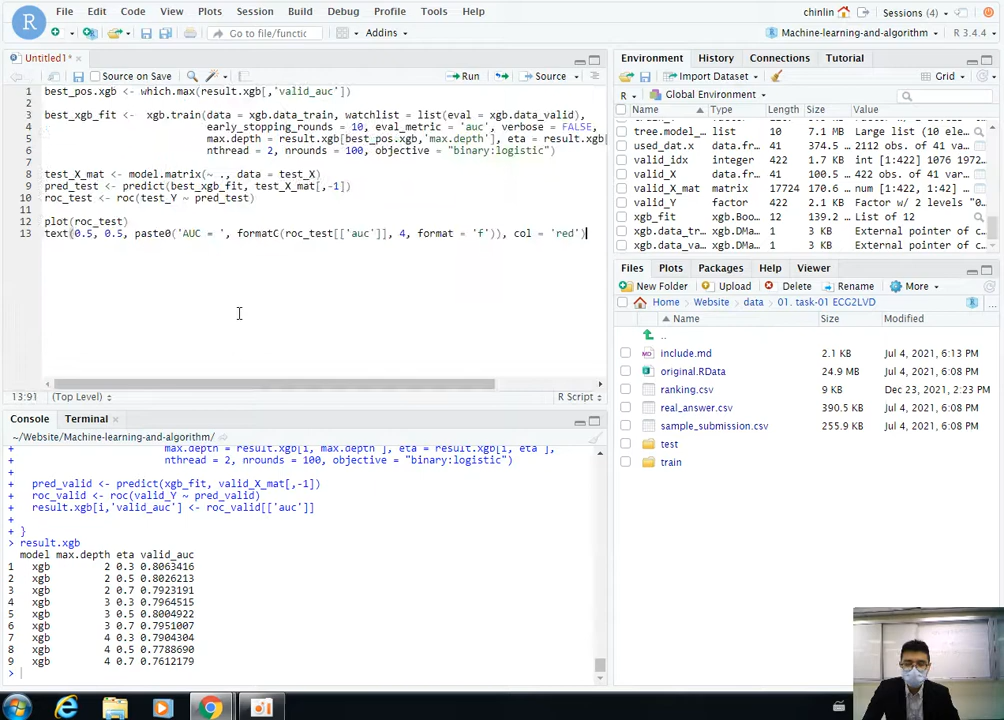 File Edit Code View Plots Session Build Debug Profile Tools Help
chinlin Sessions (4)
Go to file/functic Addins
Machine-learning-and-algorithm R 3.4.4
Untitled1*
Source on Save Run Source
1 best_pos.xgb <- which.max(result.xgb[,'valid_auc'])
2
3 best_xgb_fit <- xgb.train(data = xgb.data_train, watchlist = list(eval = xgb.data_valid),
4 early_stopping_rounds = 10, eval_metric = 'auc', verbose = FALSE,
5 max.depth = result.xgb[best_pos.xgb,'max.depth'], eta = result.xgb[
6 nthread = 2, nrounds = 100, objective = "binary:logistic")
7
8 test_X_mat <- model.matrix(~ ., data = test_X)
9 pred_test <- predict(best_xgb_fit, test_X_mat[,-1])
10 roc_test <- roc(test_Y ~ pred_test)
11
12 plot(roc_test)
13 text(0.5, 0.5, paste0('AUC = ', formatC(roc_test[['auc']], 4, format = 'f')), col = 'red')
13:91 (Top Level) R Script
Console Terminal
~/Website/Machine-learning-and-algorithm/
+ max.depth = result.xgb[i,'max.depth'], eta = result.xgb[i,'eta'],
+ nthread = 2, nrounds = 100, objective = "binary:logistic")
+
+ pred_valid <- predict(xgb_fit, valid_X_mat[,-1])
+ roc_valid <- roc(valid_Y ~ pred_valid)
+ result.xgb[i,'valid_auc'] <- roc_valid[['auc']]
+
+ }
> result.xgb
model max.depth eta valid_auc
1 xgb 2 0.3 0.8063416
2 xgb 2 0.5 0.8026213
3 xgb 2 0.7 0.7923191
4 xgb 3 0.3 0.7964515
5 xgb 3 0.5 0.8004922
6 xgb 3 0.7 0.7951007
7 xgb 4 0.3 0.7904304
8 xgb 4 0.5 0.7788690
9 xgb 4 0.7 0.7612179
>
Environment History Connections Tutorial
Import Dataset Grid
R Global Environment
Name Type Length Size Value
tree.model_… list 10 7.1 MB Large list (10 ele…
used_dat.x data.fr… 41 374.5 … 2112 obs. of 41 va…
valid_idx integer 422 1.7 KB int [1:422] 1076 1972…
valid_X data.fr… 41 100.5 … 422 obs. of 41 var…
valid_X_mat matrix 17724 170.6 … num [1:422, 1:42] …
valid_Y factor 422 2.2 KB Factor w/ 2 levels "0…
xgb_fit xgb.Boo… 12 139.2 … List of 12
xgb.data_tr… xgb.DMa… 1 3 KB External pointer of c…
xgb.data_va… xgb.DMa… 1 3 KB External pointer of c…
Files Plots Packages Help Viewer
New Folder Upload Delete Rename More
Home Website data 01. task-01 ECG2LVD ...
Name Size Modified
..
include.md 2.1 KB Jul 4, 2021, 6:13 PM
original.RData 24.9 MB Jul 4, 2021, 6:08 PM
ranking.csv 9 KB Dec 23, 2021, 2:23 PM
real_answer.csv 390.5 KB Jul 4, 2021, 6:08 PM
sample_submission.csv 255.9 KB Jul 4, 2021, 6:08 PM
test
train